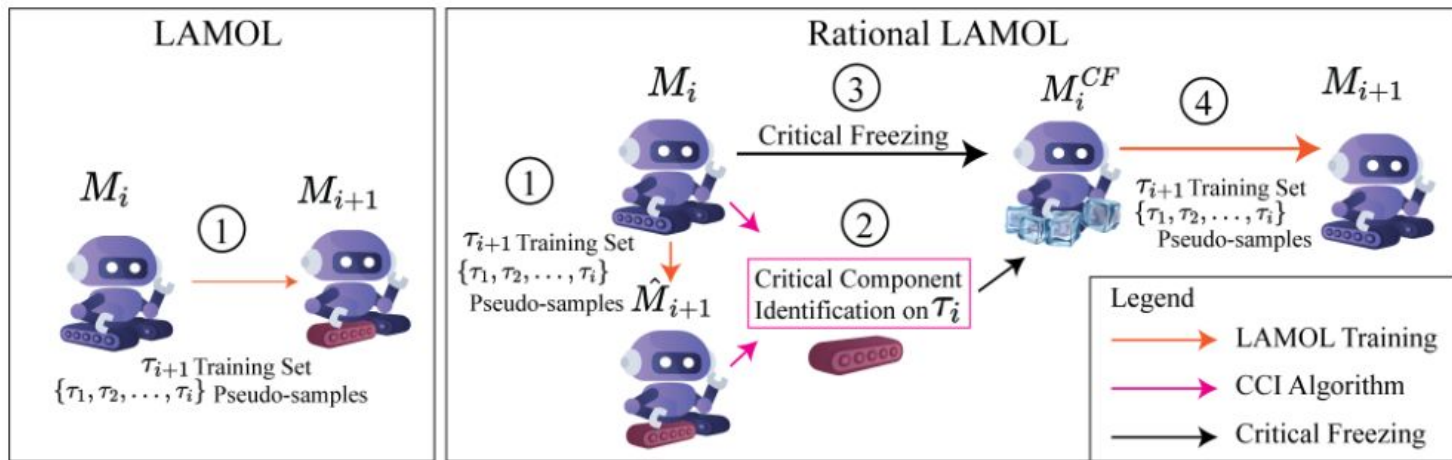 LAMOL
M_i
1
M_{i+1}
τ_{i+1} Training Set
{τ_1, τ_2, . . . , τ_i} Pseudo-samples
Rational LAMOL
M_i
3
Critical Freezing
M_i^{CF}
4
M_{i+1}
1
τ_{i+1} Training Set
{τ_1, τ_2, . . . , τ_i}
Pseudo-samples
M̂_{i+1}
2
Critical Component
Identification on τ_i
τ_{i+1} Training Set
{τ_1, τ_2, . . . , τ_i}
Pseudo-samples
Legend
LAMOL Training
CCI Algorithm
Critical Freezing